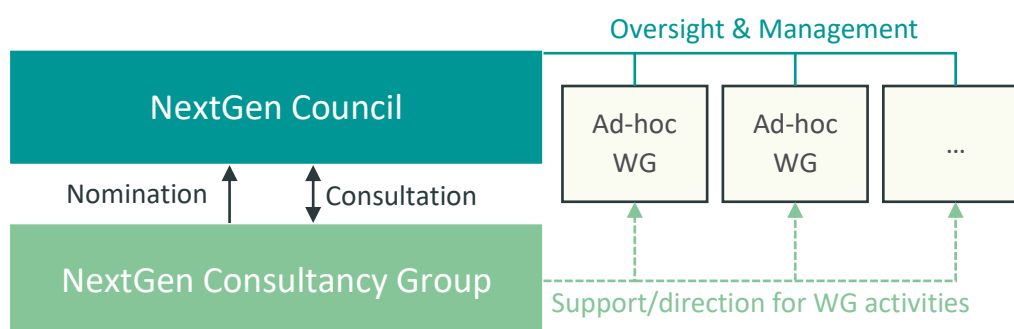 Oversight & Management
NextGen Council
Ad-hoc
WG
Ad-hoc
WG
...
Nomination
Consultation
NextGen Consultancy Group
Support/direction for WG activities